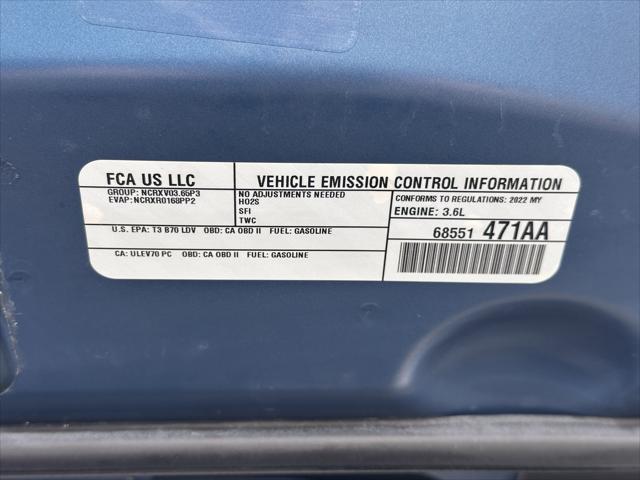 FCA US LLC
VEHICLE EMISSION CONTROL INFORMATION
GROUP: NCRXV03.65P3
EVAP: NCRXR0168PP2
NO ADJUSTMENTS NEEDED
HO2S
SFI
TWC
CONFORMS TO REGULATIONS: 2022 MY
ENGINE: 3.6L
U.S. EPA: T3 B70 LDV OBD: CA OBD II FUEL: GASOLINE
68551 471AA
CA: ULEV70 PC OBD: CA OBD II FUEL: GASOLINE